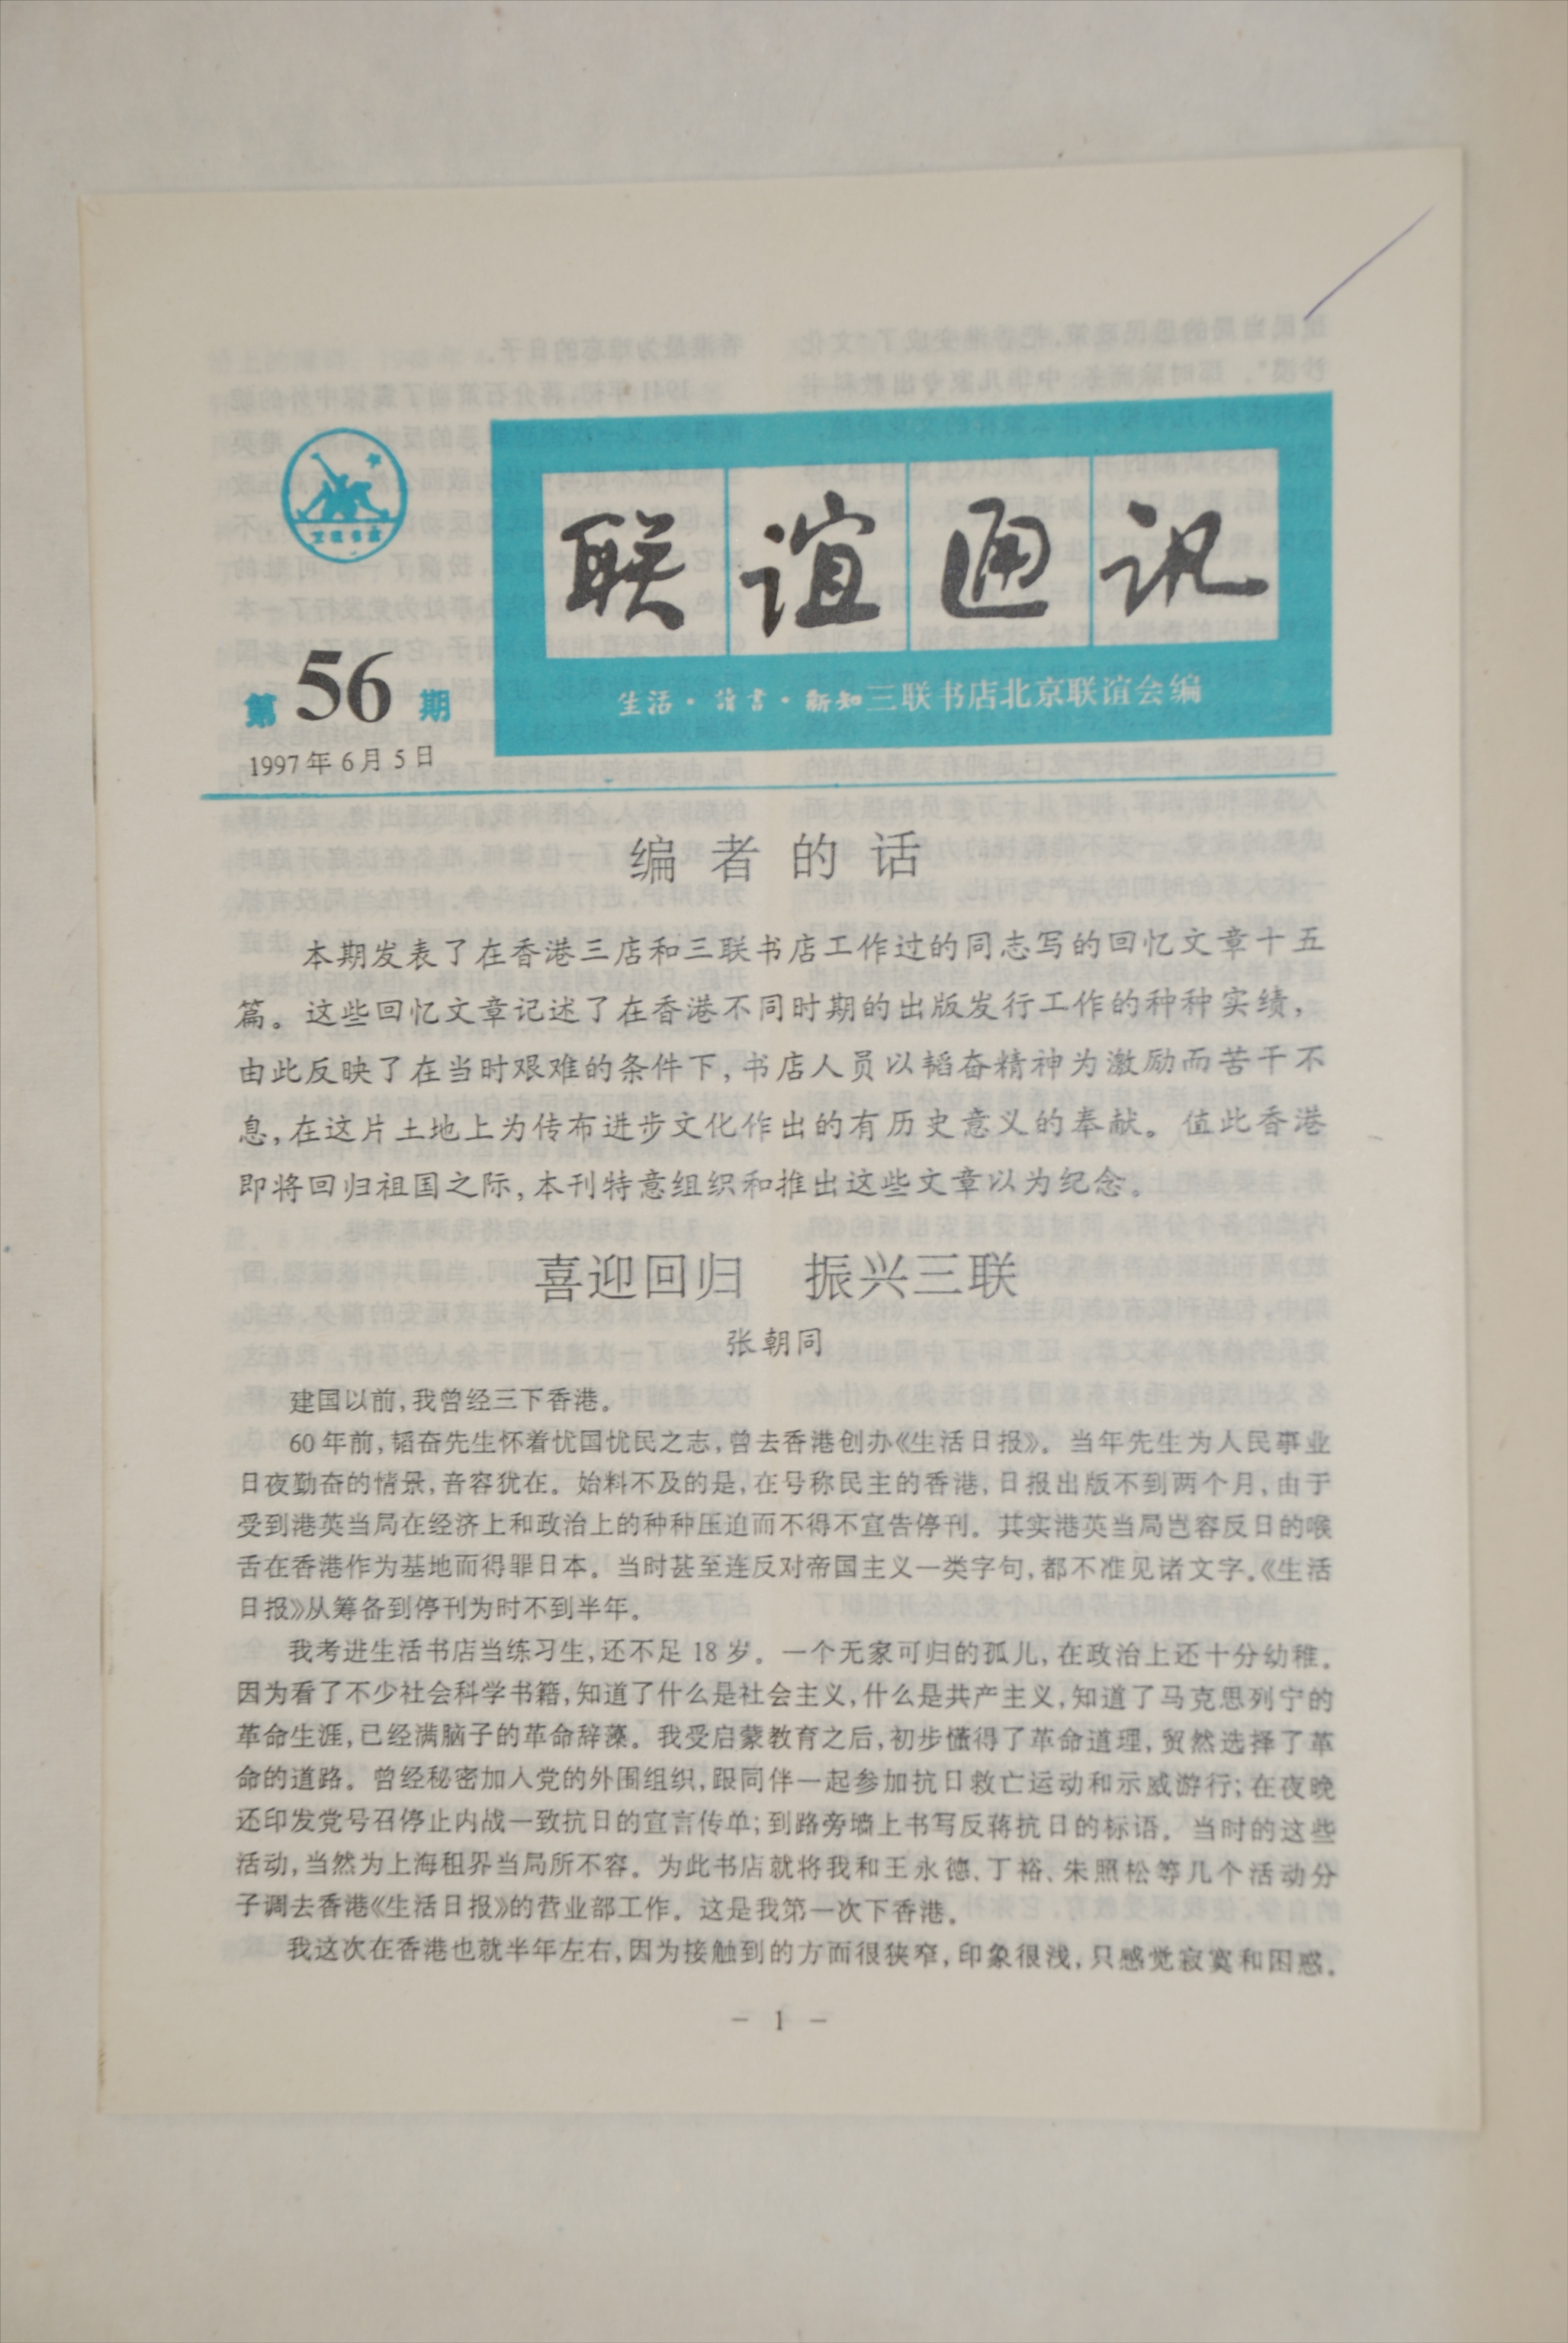 三联书店
联谊通讯
生活·读书·新知三联书店北京联谊会编
第56期
1997年6月5日
编者的话
本期发表了在香港三店和三联书店工作过的同志写的回忆文章十五
篇。这些回忆文章记述了在香港不同时期的出版发行工作的种种实绩，
由此反映了在当时艰难的条件下，书店人员以韬奋精神为激励而苦干不
息，在这片土地上为传布进步文化作出的有历史意义的奉献。值此香港
即将回归祖国之际，本刊特意组织和推出这些文章以为纪念。
喜迎回归　振兴三联
张朝同
建国以前，我曾经三下香港。
60年前，韬奋先生怀着忧国忧民之志，曾去香港创办《生活日报》。当年先生为人民事业
日夜勤奋的情景，音容犹在。始料不及的是，在号称民主的香港，日报出版不到两个月，由于
受到港英当局在经济上和政治上的种种压迫而不得不宣告停刊。其实港英当局岂容反日的喉
舌在香港作为基地而得罪日本。当时甚至连反对帝国主义一类字句，都不准见诸文字。《生活
日报》从筹备到停刊为时不到半年。
我考进生活书店当练习生，还不足18岁。一个无家可归的孤儿，在政治上还十分幼稚。
因为看了不少社会科学书籍，知道了什么是社会主义，什么是共产主义，知道了马克思列宁的
革命生涯，已经满脑子的革命辞藻。我受启蒙教育之后，初步懂得了革命道理，贸然选择了革
命的道路。曾经秘密加入党的外围组织，跟同伴一起参加抗日救亡运动和示威游行；在夜晚
还印发党号召停止内战一致抗日的宣言传单；到路旁墙上书写反蒋抗日的标语。当时的这些
活动，当然为上海租界当局所不容。为此书店就将我和王永德、丁裕、朱照松等几个活动分
子调去香港《生活日报》的营业部工作。这是我第一次下香港。
我这次在香港也就半年左右，因为接触到的方面很狭窄，印象很浅，只感觉寂寞和困惑。
－ 1 －